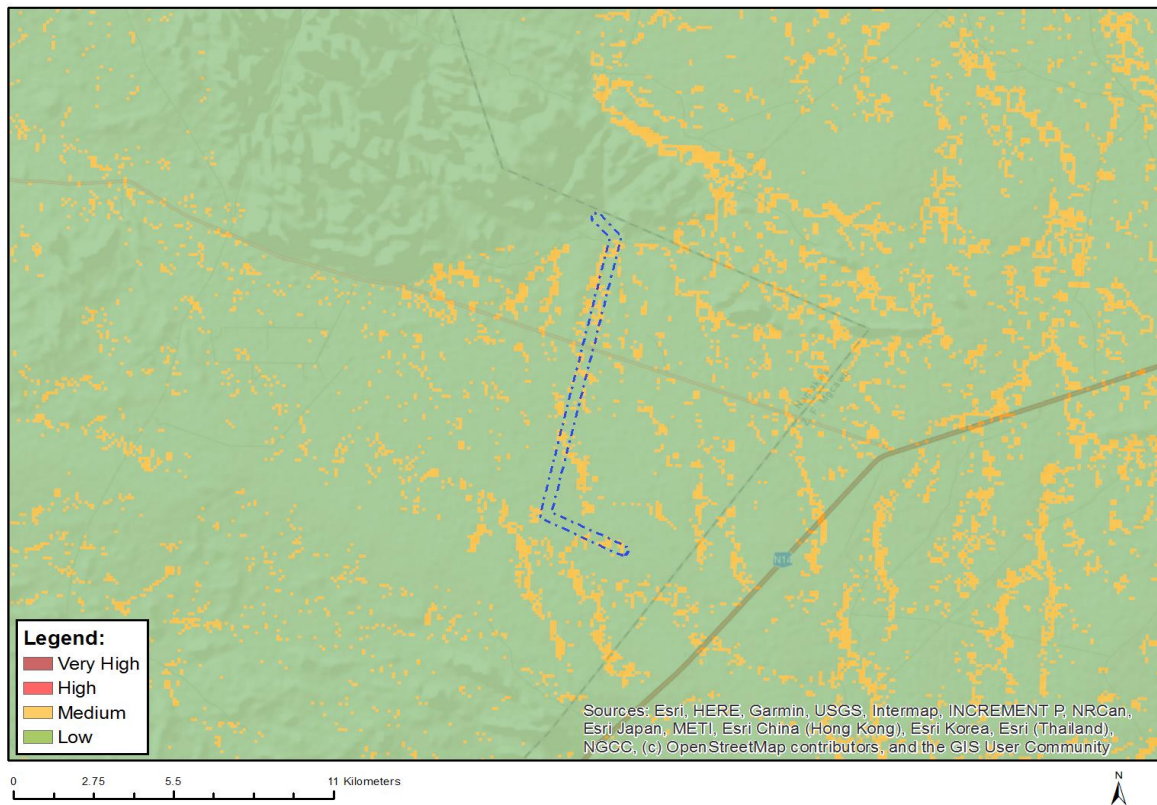 N14
Legend:
Very High
High
Medium
Low
Sources: Esri, HERE, Garmin, USGS, Intermap, INCREMENT P, NRCan,
Esri Japan, METI, Esri China (Hong Kong), Esri Korea, Esri (Thailand),
NGCC, (c) OpenStreetMap contributors, and the GIS User Community
0 2.75 5.5 11 Kilometers
N